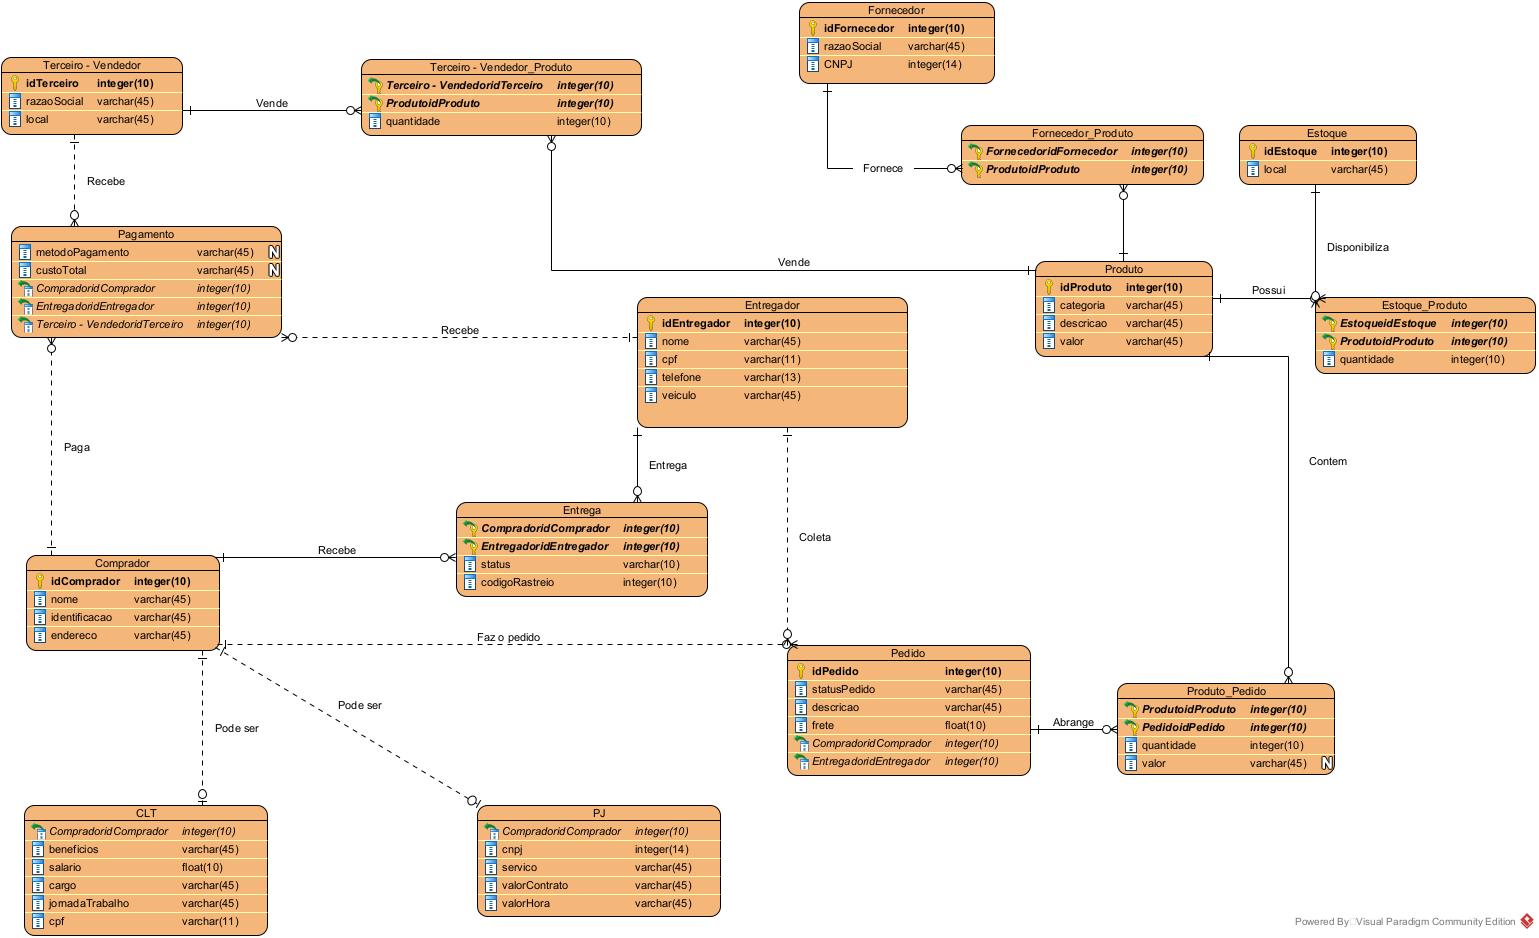 Fornecedor
idFornecedor integer(10)
razaoSocial varchar(45)
CNPJ integer(14)
Terceiro - Vendedor
idTerceiro integer(10)
razaoSocial varchar(45)
local varchar(45)
Vende
Terceiro - Vendedor_Produto
Terceiro - VendedoridTerceiro integer(10)
ProdutoidProduto integer(10)
quantidade integer(10)
Fornecedor_Produto
FornecedoridFornecedor integer(10)
ProdutoidProduto integer(10)
Fornece
Estoque
idEstoque integer(10)
local varchar(45)
Recebe
Disponibiliza
Pagamento
metodoPagamento varchar(45) N
custoTotal varchar(45) N
CompradoridComprador integer(10)
EntregadoridEntregador integer(10)
Terceiro - VendedoridTerceiro integer(10)
Vende
Produto
idProduto integer(10)
categoria varchar(45)
descricao varchar(45)
valor varchar(45)
Possui
Estoque_Produto
EstoqueidEstoque integer(10)
ProdutoidProduto integer(10)
quantidade integer(10)
Recebe
Entregador
idEntregador integer(10)
nome varchar(45)
cpf varchar(11)
telefone varchar(13)
veiculo varchar(45)
Paga
Entrega
Contem
Coleta
Entrega
CompradoridComprador integer(10)
EntregadoridEntregador integer(10)
status varchar(10)
codigoRastreio integer(10)
Recebe
Comprador
idComprador integer(10)
nome varchar(45)
identificacao varchar(45)
endereco varchar(45)
Faz o pedido
Pedido
idPedido integer(10)
statusPedido varchar(45)
descricao varchar(45)
frete float(10)
CompradoridComprador integer(10)
EntregadoridEntregador integer(10)
Abrange
Produto_Pedido
ProdutoidProduto integer(10)
PedidoidPedido integer(10)
quantidade integer(10)
valor varchar(45) N
Pode ser
Pode ser
CLT
CompradoridComprador integer(10)
beneficios varchar(45)
salario float(10)
cargo varchar(45)
jornadaTrabalho varchar(45)
cpf varchar(11)
PJ
CompradoridComprador integer(10)
cnpj integer(14)
servico varchar(45)
valorContrato varchar(45)
valorHora varchar(45)
Powered By Visual Paradigm Community Edition